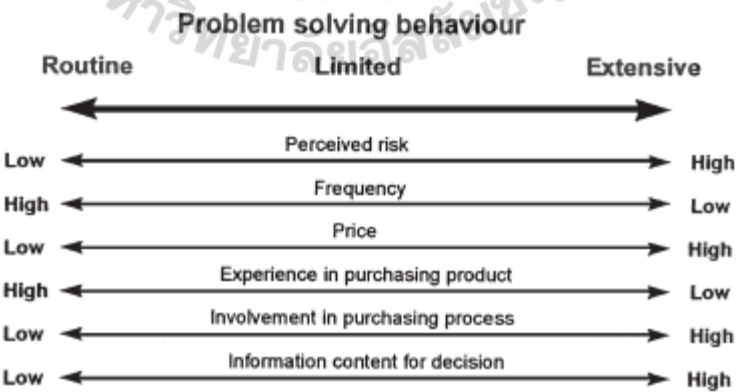 Problem solving behaviour
Routine Limited Extensive
Perceived risk
Low High
Frequency
High Low
Price
Low High
Experience in purchasing product
High Low
Involvement in purchasing process
Low High
Information content for decision
Low High